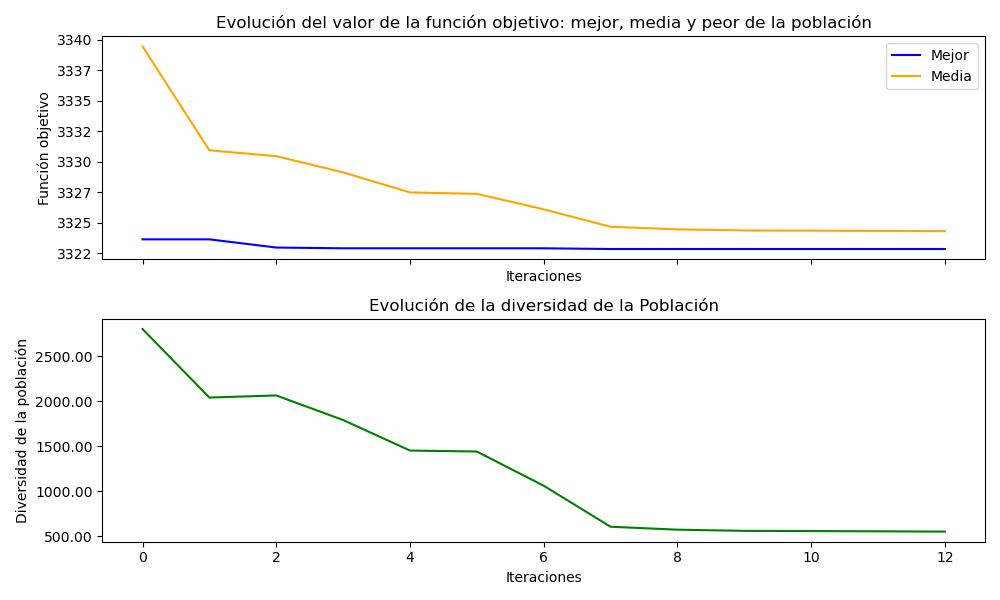 Evolución del valor de la función objetivo: mejor, media y peor de la población
3340
3337
3335
3332
3330
3327
3325
3322
Función objetivo
Mejor
Media
Iteraciones
Evolución de la diversidad de la Población
2500.00
2000.00
1500.00
1000.00
500.00
Diversidad de la población
0 2 4 6 8 10 12
Iteraciones